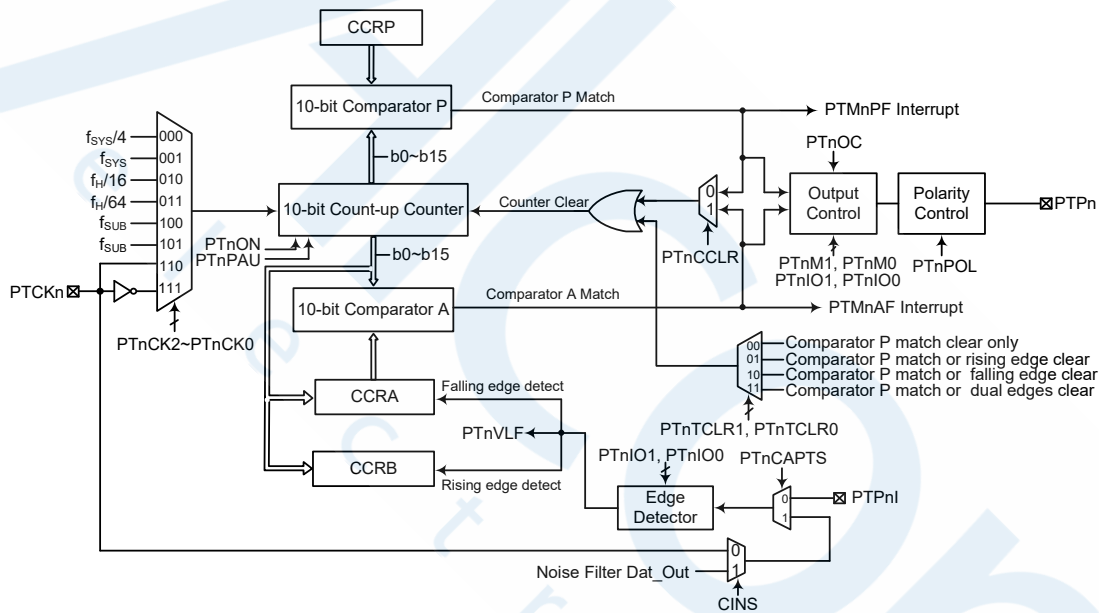 CCRP
10-bit Comparator P
Comparator P Match
PTMnPF Interrupt
b0~b15
fSYS/4
fSYS
fH/16
fH/64
fSUB
fSUB
000
001
010
011
100
101
110
111
PTCKn
PTnCK2~PTnCK0
10-bit Count-up Counter
PTnON
PTnPAU
Counter Clear
0
1
PTnCCLR
PTnOC
Output
Control
PTnM1, PTnM0
PTnIO1, PTnIO0
Polarity
Control
PTnPOL
PTPn
b0~b15
10-bit Comparator A
Comparator A Match
PTMnAF Interrupt
00
01
10
11
Comparator P match clear only
Comparator P match or rising edge clear
Comparator P match or falling edge clear
Comparator P match or dual edges clear
PTnTCLR1, PTnTCLR0
CCRA
Falling edge detect
PTnVLF
CCRB
Rising edge detect
PTnIO1, PTnIO0
Edge
Detector
PTnCAPTS
0
1
PTPnI
Noise Filter Dat_Out
0
1
CINS